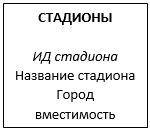 СТАДИОНЫ
ИД стадиона
Название стадиона
Город
вместимость